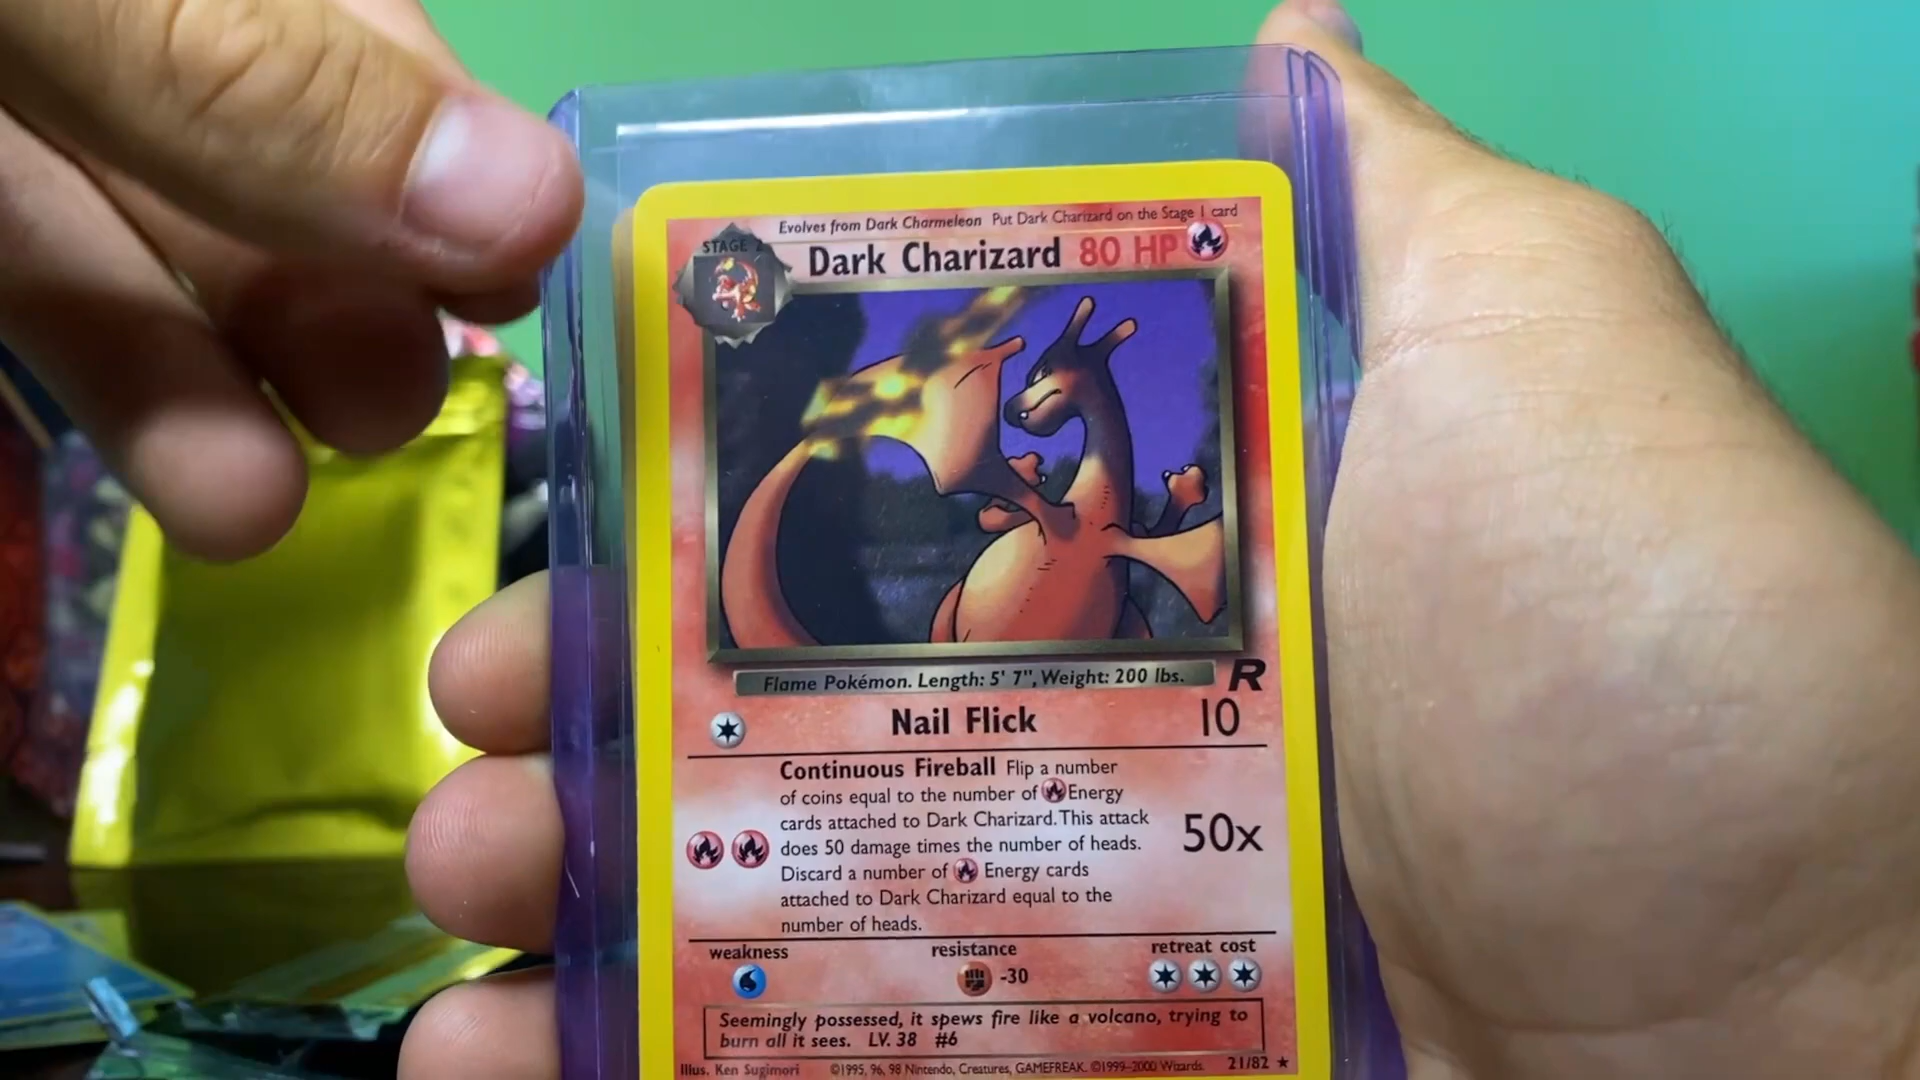 Evolves from Dark Charmeleon Put Dark Charizard on the Stage 1 card
STAGE 2
Dark Charizard 80 HP
Flame Pokémon. Length: 5' 7", Weight: 200 lbs.
R
Nail Flick 10
Continuous Fireball Flip a number
of coins equal to the number of Energy
cards attached to Dark Charizard. This attack
does 50 damage times the number of heads.
Discard a number of Energy cards
attached to Dark Charizard equal to the
number of heads.
50x
weakness resistance retreat cost
-30
Seemingly possessed, it spews fire like a volcano, trying to
burn all it sees. LV. 38 #6
Illus. Ken Sugimori ©1995, 96, 98 Nintendo, Creatures, GAMEFREAK. ©1999-2000 Wizards. 21/82 ★